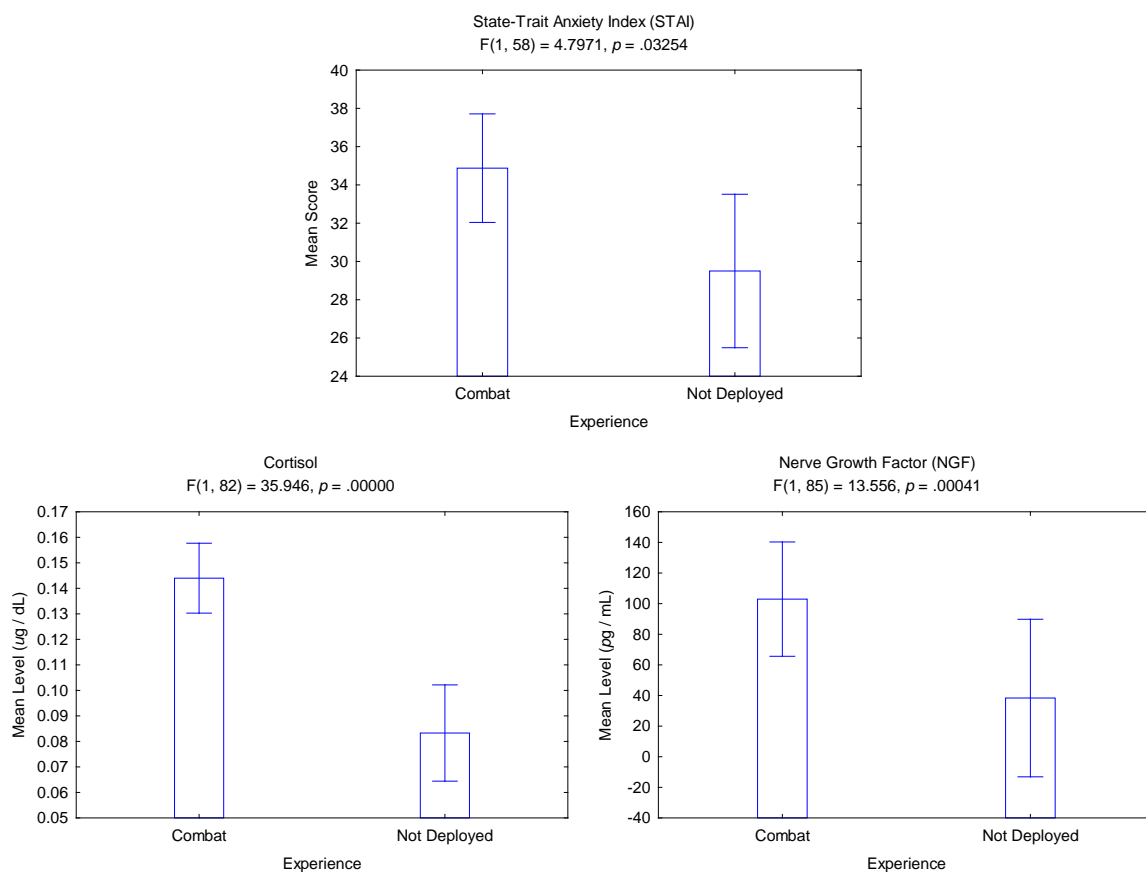 State-Trait Anxiety Index (STAI)
F(1, 58) = 4.7971, p = .03254
40
38
36
34
32
30
28
26
24
Mean Score
Combat
Not Deployed
Experience
Cortisol
F(1, 82) = 35.946, p = .00000
0.17
0.16
0.15
0.14
0.13
0.12
0.11
0.10
0.09
0.08
0.07
0.06
0.05
Mean Level (ug / dL)
Combat
Not Deployed
Experience
Nerve Growth Factor (NGF)
F(1, 85) = 13.556, p = .00041
160
140
120
100
80
60
40
20
0
-20
-40
Mean Level (pg / mL)
Combat
Not Deployed
Experience